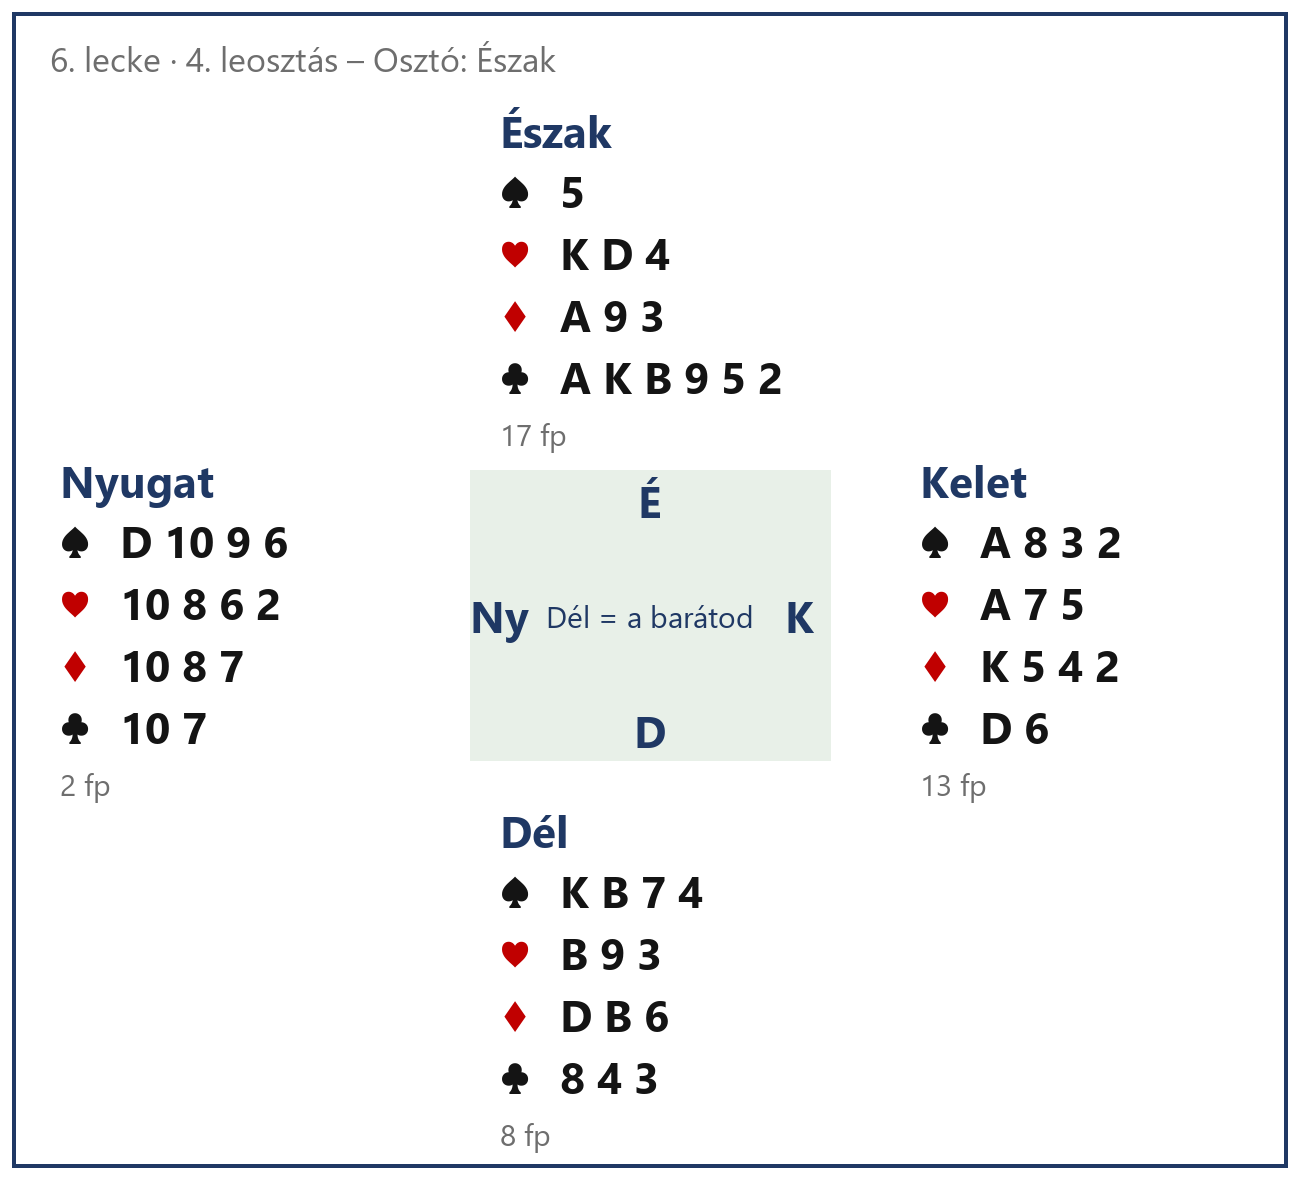 6. lecke · 4. leosztás – Osztó: Észak
Észak
♠ 5
♥ K D 4
♦ A 9 3
♣ A K B 9 5 2
17 fp
Nyugat
♠ D 10 9 6
♥ 10 8 6 2
♦ 10 8 7
♣ 10 7
2 fp
É
Ny Dél = a barátod K
D
Kelet
♠ A 8 3 2
♥ A 7 5
♦ K 5 4 2
♣ D 6
13 fp
Dél
♠ K B 7 4
♥ B 9 3
♦ D B 6
♣ 8 4 3
8 fp